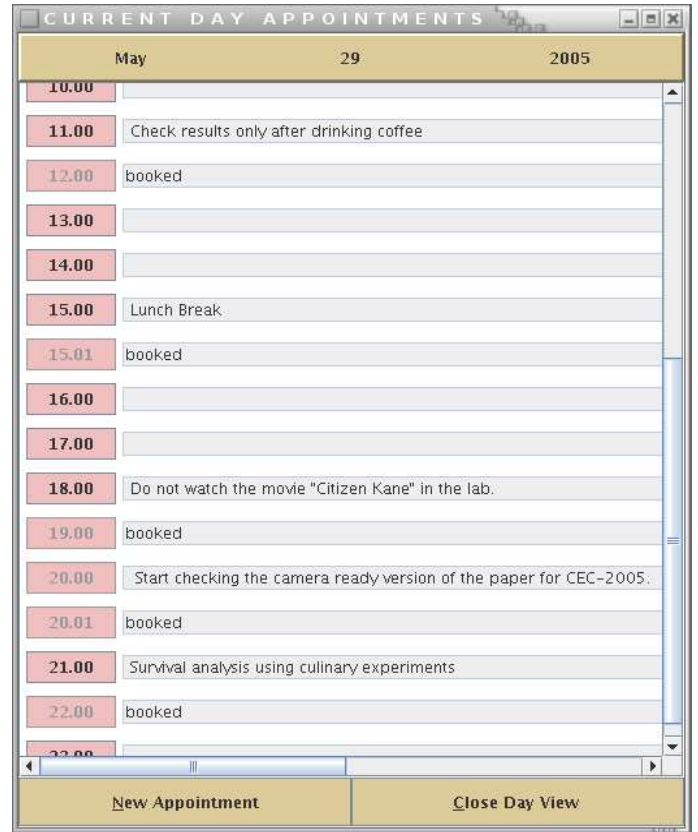 CURRENT DAY APPOINTMENTS
May 29 2005
10.00
11.00 Check results only after drinking coffee
12.00 booked
13.00
14.00
15.00 Lunch Break
15.01 booked
16.00
17.00
18.00 Do not watch the movie "Citizen Kane" in the lab.
19.00 booked
20.00 Start checking the camera ready version of the paper for CEC-2005.
20.01 booked
21.00 Survival analysis using culinary experiments
22.00 booked
23.00
New Appointment Close Day View